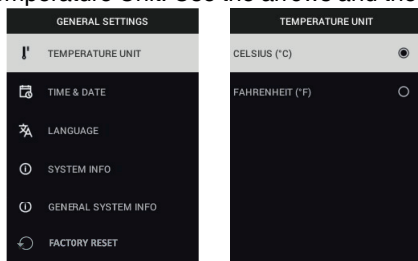 GENERAL SETTINGS
TEMPERATURE UNIT
TIME & DATE
LANGUAGE
SYSTEM INFO
GENERAL SYSTEM INFO
FACTORY RESET
TEMPERATURE UNIT
CELSIUS (°C)
FAHRENHEIT (°F)